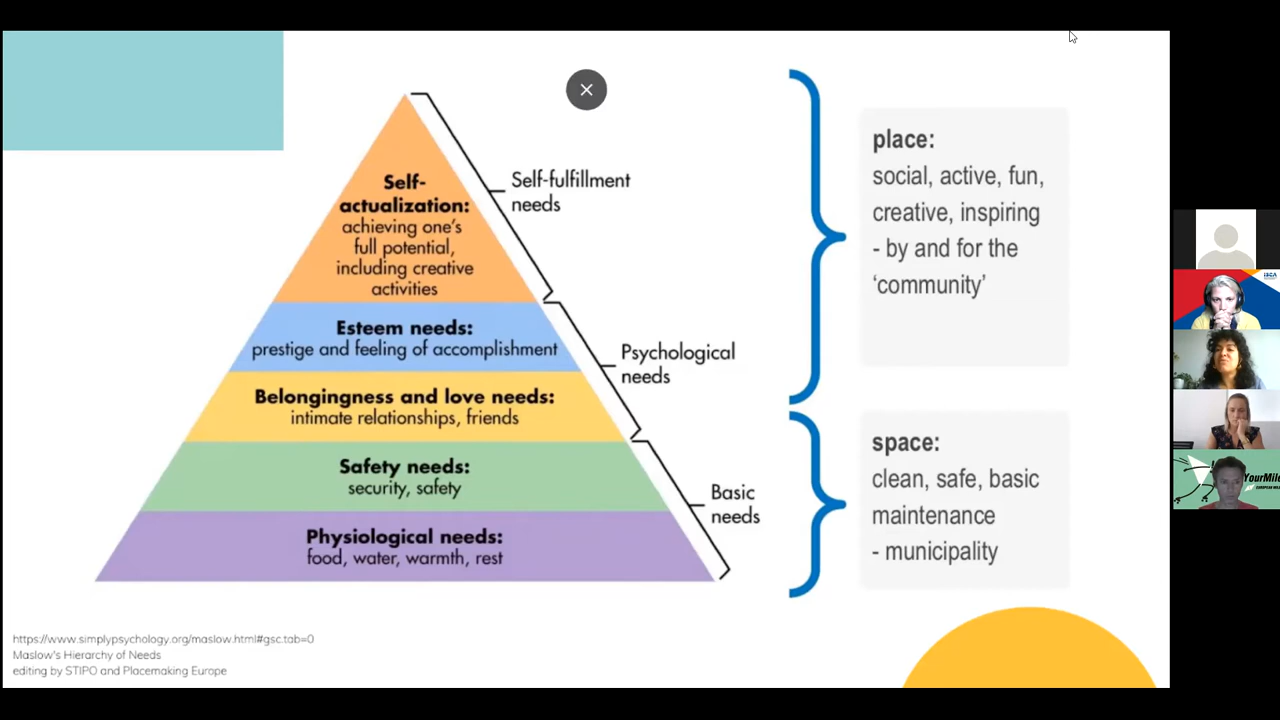 Self-
actualization:
achieving one's
full potential,
including creative
activities
Esteem needs:
prestige and feeling of accomplishment
Belongingness and love needs:
intimate relationships, friends
Safety needs:
security, safety
Physiological needs:
food, water, warmth, rest
Self-fulfillment
needs
Psychological
needs
Basic
needs
place:
social, active, fun,
creative, inspiring
- by and for the
‘community’
space:
clean, safe, basic
maintenance
- municipality
https://www.simplypsychology.org/maslow.html#gsc.tab=0
Maslow's Hierarchy of Needs
editing by STIPO and Placemaking Europe